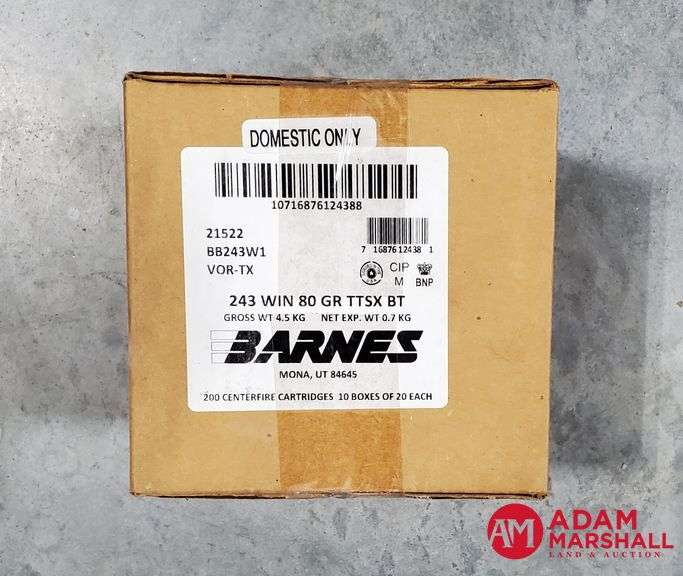 DOMESTIC ONLY
10716876124388
21522
BB243W1
VOR-TX
7 16876 12438 1
CIP
M
BNP
243 WIN 80 GR TTSX BT
GROSS WT 4.5 KG NET EXP. WT 0.7 KG
BARNES
MONA, UT 84645
200 CENTERFIRE CARTRIDGES 10 BOXES OF 20 EACH
AM ADAM
MARSHALL
LAND & AUCTION